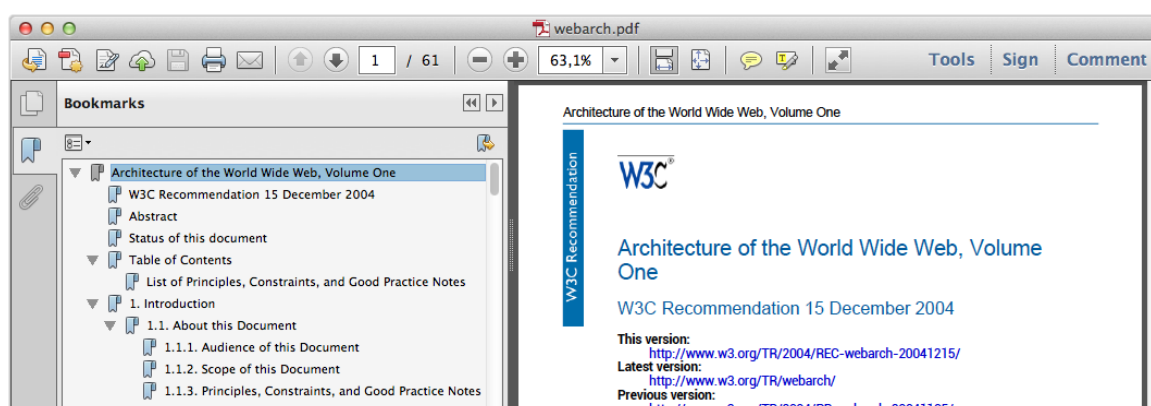 webarch.pdf
1 / 61
63,1%
Tools Sign Comment
Bookmarks
Architecture of the World Wide Web, Volume One
W3C Recommendation 15 December 2004
Abstract
Status of this document
Table of Contents
List of Principles, Constraints, and Good Practice Notes
1. Introduction
1.1. About this Document
1.1.1. Audience of this Document
1.1.2. Scope of this Document
1.1.3. Principles, Constraints, and Good Practice Notes
Architecture of the World Wide Web, Volume One
W3C Recommendation
W3C®
Architecture of the World Wide Web, Volume
One
W3C Recommendation 15 December 2004
This version:
http://www.w3.org/TR/2004/REC-webarch-20041215/
Latest version:
http://www.w3.org/TR/webarch/
Previous version: